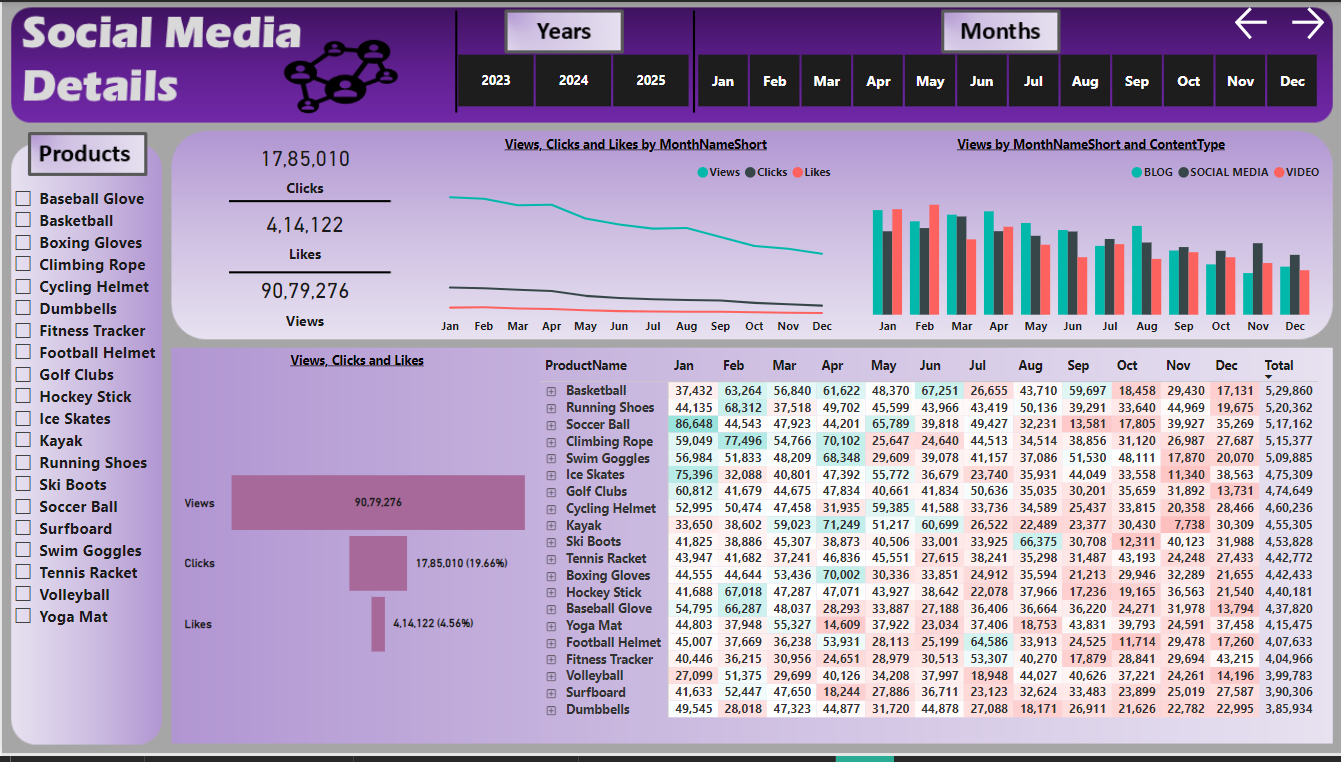 Social Media
Details
Years
2023 2024 2025
Months
Jan Feb Mar Apr May Jun Jul Aug Sep Oct Nov Dec
Products
Baseball Glove
Basketball
Boxing Gloves
Climbing Rope
Cycling Helmet
Dumbbells
Fitness Tracker
Football Helmet
Golf Clubs
Hockey Stick
Ice Skates
Kayak
Running Shoes
Ski Boots
Soccer Ball
Surfboard
Swim Goggles
Tennis Racket
Volleyball
Yoga Mat
17,85,010
Clicks
4,14,122
Likes
90,79,276
Views
Views, Clicks and Likes by MonthNameShort
Views Clicks Likes
Jan Feb Mar Apr May Jun Jul Aug Sep Oct Nov Dec
Views by MonthNameShort and ContentType
BLOG SOCIAL MEDIA VIDEO
Jan Feb Mar Apr May Jun Jul Aug Sep Oct Nov Dec
Views, Clicks and Likes
Views 90,79,276
Clicks 17,85,010 (19.66%)
Likes 4,14,122 (4.56%)
ProductName Jan Feb Mar Apr May Jun Jul Aug Sep Oct Nov Dec Total
Basketball 37,432 63,264 56,840 61,622 48,370 67,251 26,655 43,710 59,697 18,458 29,430 17,131 5,29,860
Running Shoes 44,135 68,312 37,518 49,702 45,599 43,966 43,419 50,136 39,291 33,640 44,969 19,675 5,20,362
Soccer Ball 86,648 44,543 47,923 44,201 65,789 39,818 49,427 32,231 13,581 17,805 39,927 35,269 5,17,162
Climbing Rope 59,049 77,496 54,766 70,102 25,647 24,640 44,513 34,514 38,856 31,120 26,987 27,687 5,15,377
Swim Goggles 56,984 51,833 48,209 68,348 29,609 39,078 41,157 37,086 51,530 48,111 17,870 20,070 5,09,885
Ice Skates 75,396 32,088 40,801 47,392 55,772 36,679 23,740 35,931 44,049 33,558 11,340 38,563 4,75,309
Golf Clubs 60,812 41,679 44,675 47,834 40,661 41,834 50,636 35,035 30,201 35,659 31,892 13,731 4,74,649
Cycling Helmet 52,995 50,474 47,458 31,935 59,385 41,588 33,736 34,589 25,437 33,815 20,358 28,466 4,60,236
Kayak 33,650 38,602 59,023 71,249 51,217 60,699 26,522 22,489 23,377 30,430 7,738 30,309 4,55,305
Ski Boots 41,825 38,886 45,307 38,873 40,506 33,001 33,925 66,375 30,708 12,311 40,123 31,988 4,53,828
Tennis Racket 43,947 41,682 37,241 46,836 45,551 27,615 38,241 35,298 31,487 43,193 24,248 27,433 4,42,772
Boxing Gloves 44,555 44,644 53,436 70,002 30,336 33,851 24,912 35,594 21,213 29,946 32,289 21,655 4,42,433
Hockey Stick 41,688 67,018 47,287 47,071 43,927 38,642 22,078 37,966 17,236 19,165 36,563 21,540 4,40,181
Baseball Glove 54,795 66,287 48,037 28,293 33,887 27,188 36,406 36,664 36,220 24,271 31,978 13,794 4,37,820
Yoga Mat 44,803 37,948 55,327 14,609 37,922 23,034 37,406 18,753 43,831 39,793 24,591 37,458 4,15,475
Football Helmet 45,007 37,669 36,238 53,931 28,113 25,199 64,586 33,913 24,525 11,714 29,478 17,260 4,07,633
Fitness Tracker 40,446 36,215 30,956 24,651 28,979 30,513 53,307 40,270 17,879 28,841 29,694 43,215 4,04,966
Volleyball 27,099 51,375 29,699 40,126 34,208 37,997 18,948 44,027 40,626 37,221 24,261 14,196 3,99,783
Surfboard 41,633 52,447 47,650 18,244 27,886 36,711 23,123 32,624 33,483 23,899 25,019 27,587 3,90,306
Dumbbells 49,545 28,018 47,323 44,877 31,720 44,878 27,088 18,171 26,911 21,626 22,782 22,995 3,85,934